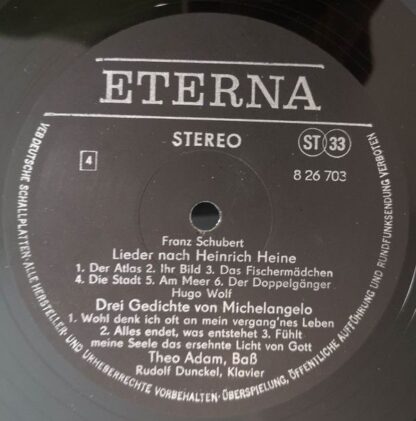 ETERNA
STEREO
ST 33
4
8 26 703
Franz Schubert
Lieder nach Heinrich Heine
1. Der Atlas 2. Ihr Bild 3. Das Fischermädchen
4. Die Stadt 5. Am Meer 6. Der Doppelgänger
Hugo Wolf
Drei Gedichte von Michelangelo
1. Wohl denk ich oft an mein vergang'nes Leben
2. Alles endet, was entstehet 3. Fühlt
meine Seele das ersehnte Licht von Gott
Theo Adam, Baß
Rudolf Dunckel, Klavier
VEB DEUTSCHE SCHALLPLATTEN · ALLE HERSTELLER- UND URHEBERRECHTE VORBEHALTEN · ÜBERSPIELUNG, ÖFFENTLICHE AUFFÜHRUNG UND RUNDFUNKSENDUNG VERBOTEN